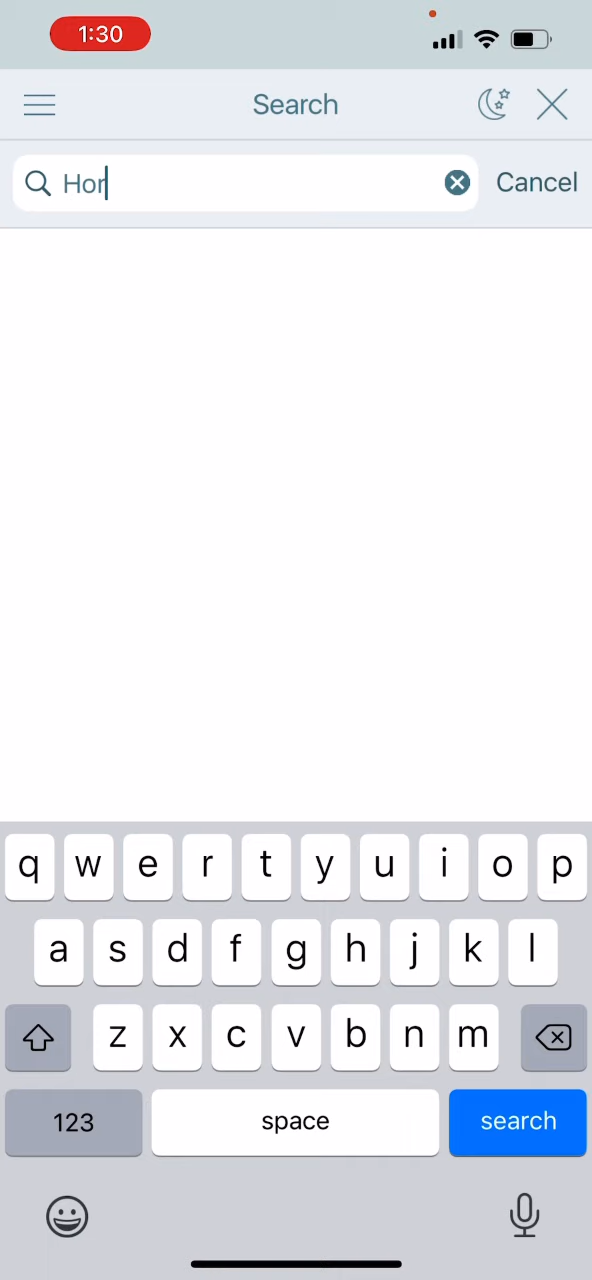 1:30
Search
Hor
Cancel
q w e r t y u i o p
a s d f g h j k l
z x c v b n m
123 space search